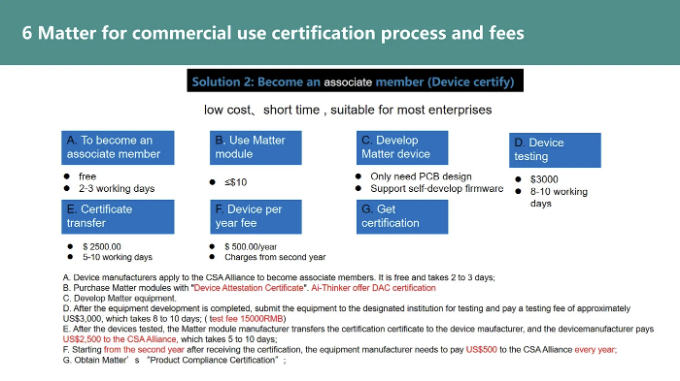 6 Matter for commercial use certification process and fees
Solution 2: Become an associate member (Device certify)
low cost、short time , suitable for most enterprises
A. To become an
associate member
free
2-3 working days
B. Use Matter
module
≤$10
C. Develop
Matter device
Only need PCB design
Support self-develop firmware
D. Device
testing
$3000
8-10 working
days
E. Certificate
transfer
$ 2500.00
5-10 working days
F. Device per
year fee
$ 500.00/year
Charges from second year
G. Get
certification
A. Device manufacturers apply to the CSA Alliance to become associate members. It is free and takes 2 to 3 days;
B. Purchase Matter modules with "Device Attestation Certificate". Ai-Thinker offer DAC certification
C. Develop Matter equipment.
D. After the equipment development is completed, submit the equipment to the designated institution for testing and pay a testing fee of approximately
US$3,000, which takes 8 to 10 days; ( test fee 15000RMB)
E. After the devices tested, the Matter module manufacturer transfers the certification certificate to the device maufacturer, and the devicemanufacturer pays
US$2,500 to the CSA Alliance, which takes 5 to 10 days;
F. Starting from the second year after receiving the certification, the equipment manufacturer needs to pay US$500 to the CSA Alliance every year;
G. Obtain Matter’ s “Product Compliance Certification” ;